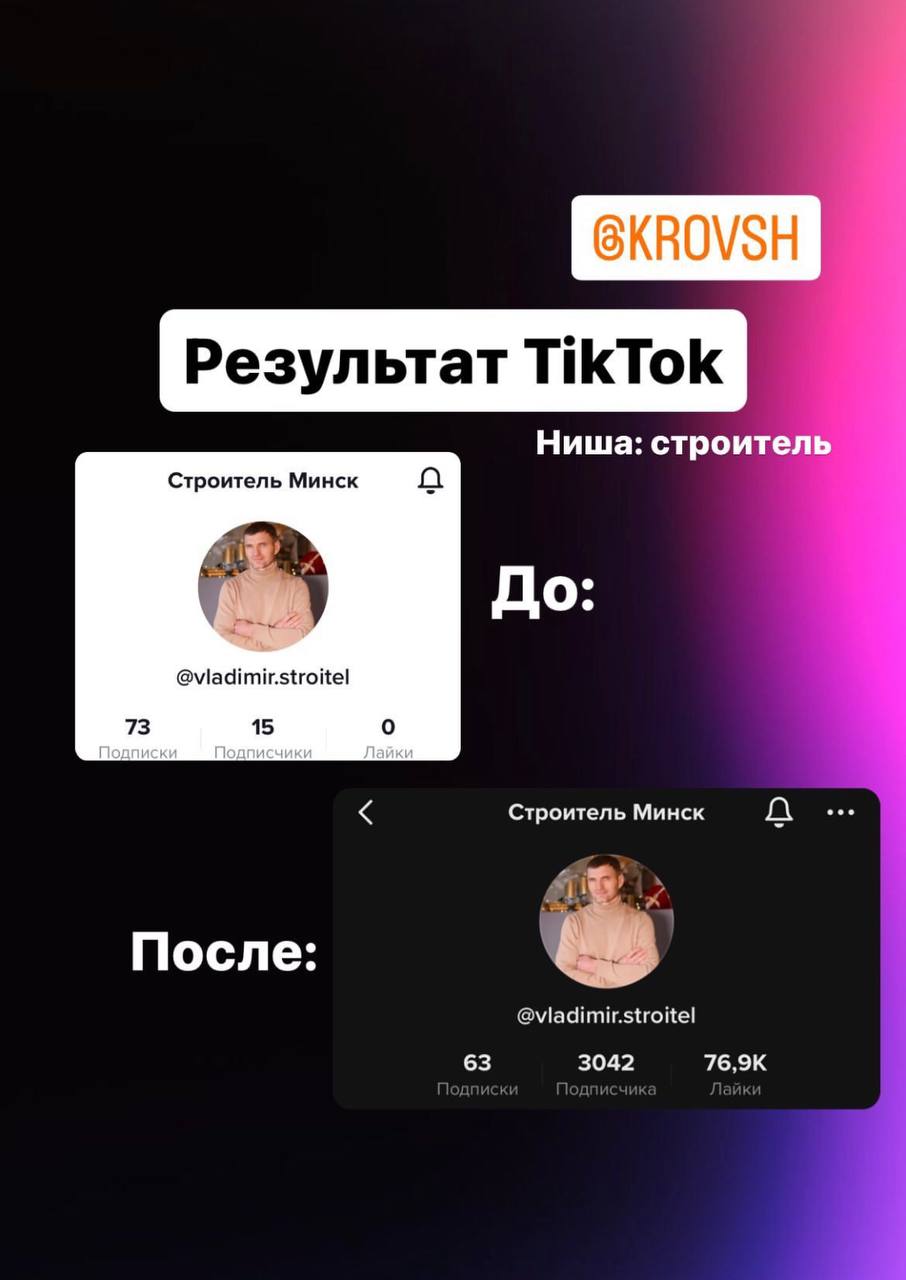 @KROVSH
Результат TikTok
Ниша: строитель
Строитель Минск
@vladimir.stroitel
73 15 0
Подписки Подписчики Лайки
До:
Строитель Минск
@vladimir.stroitel
63 3042 76,9K
Подписки Подписчика Лайки
После: